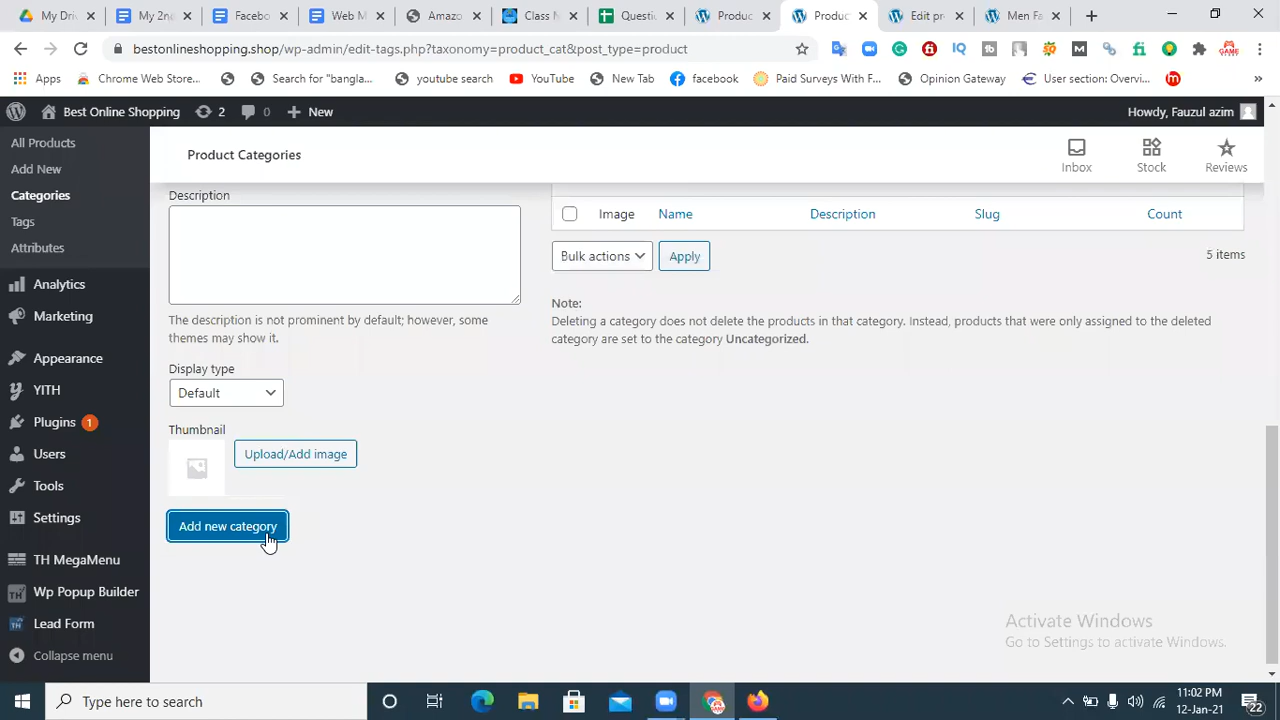 My Dr
My 2nd
Facebo
Web M
Amazo
Class R
Questi
Produc
Produc
Edit pr
Men Fa
bestonlineshopping.shop/wp-admin/edit-tags.php?taxonomy=product_cat&post_type=product
Apps
Chrome Web Store...
Search for "bangla...
youtube search
YouTube
New Tab
facebook
Paid Surveys With F...
Opinion Gateway
User section: Overvi...
»
Best Online Shopping
2
0
New
Howdy, Fauzul azim
All Products
Add New
Categories
Tags
Attributes
Analytics
Marketing
Appearance
YITH
Plugins 1
Users
Tools
Settings
TH MegaMenu
Wp Popup Builder
Lead Form
Collapse menu
Product Categories
Inbox
Stock
Reviews
Description
The description is not prominent by default; however, some
themes may show it.
Display type
Default
Thumbnail
Upload/Add image
Add new category
Image
Name
Description
Slug
Count
Bulk actions
Apply
5 items
Note:
Deleting a category does not delete the products in that category. Instead, products that were only assigned to the deleted
category are set to the category Uncategorized.
Activate Windows
Go to Settings to activate Windows.
Type here to search
11:02 PM
12-Jan-21
22